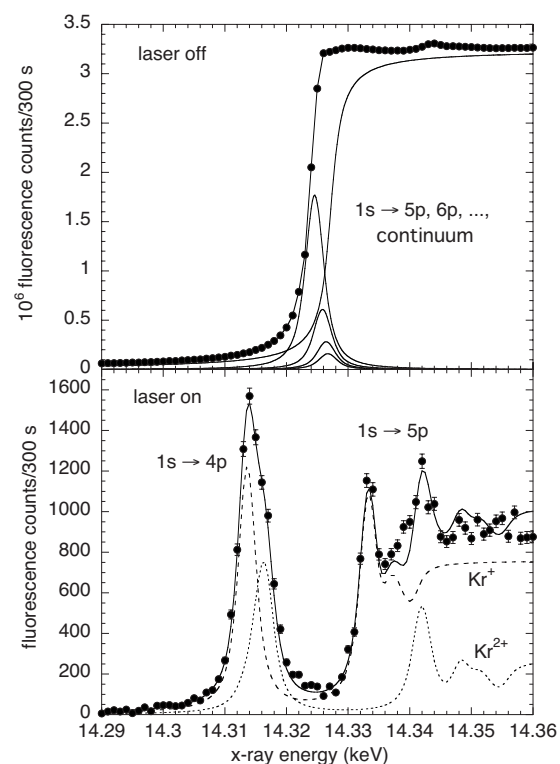 3.5
laser off
3
2.5
2
1.5
1s → 5p, 6p, ...,
continuum
1
0.5
0
10⁶ fluorescence counts/300 s
1600
laser on
1400
1s → 5p
1s → 4p
1200
1000
800
Kr⁺
600
400
Kr²⁺
200
0
fluorescence counts/300 s
14.29 14.3 14.31 14.32 14.33 14.34 14.35 14.36
x-ray energy (keV)